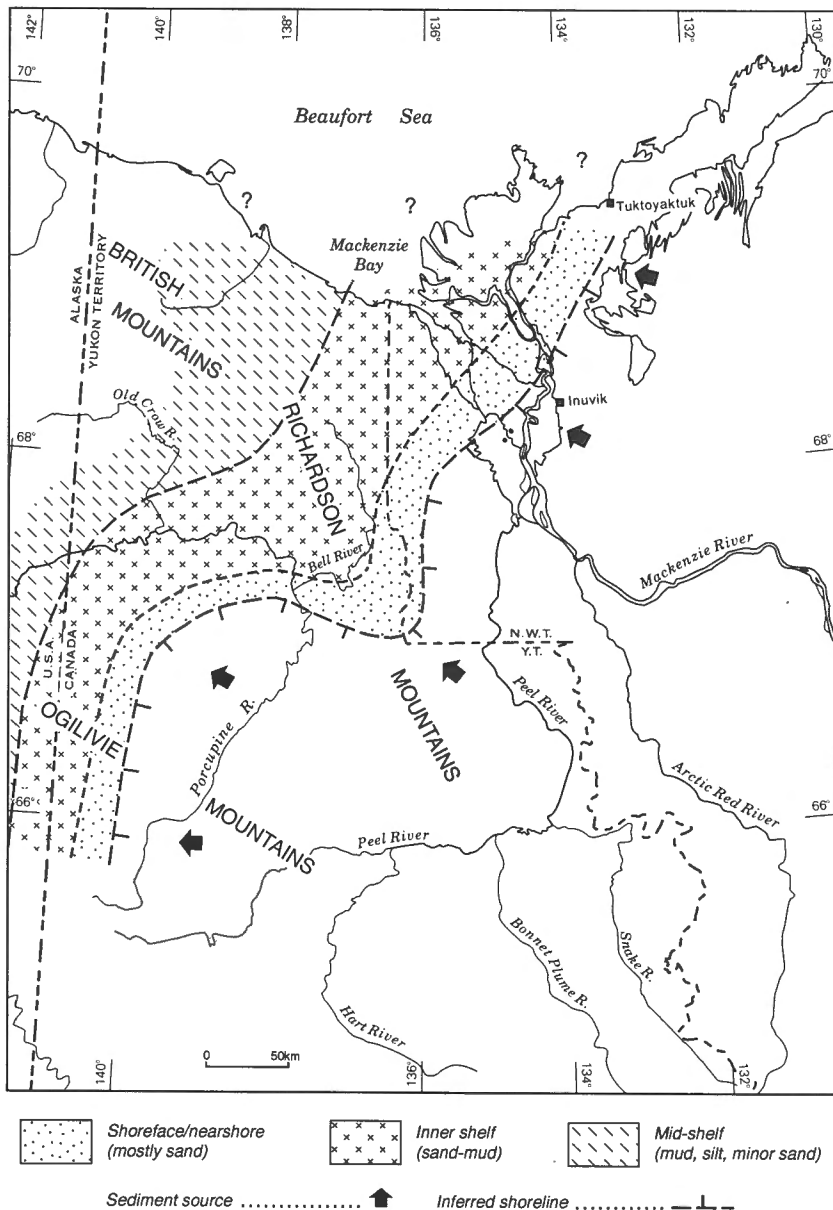 142°
140°
138°
136°
134°
132°
130°
70°
70°
Beaufort Sea
?
?
?
Tuktoyaktuk
Mackenzie
Bay
BRITISH
MOUNTAINS
ALASKA
YUKON TERRITORY
Old Crow R.
Inuvik
68°
68°
RICHARDSON
Bell River
Mackenzie River
N.W.T.
Y.T.
U.S.A.
CANADA
MOUNTAINS
Peel River
OGILIVIE
Porcupine R.
Arctic Red River
66°
66°
MOUNTAINS
Peel River
Bonnet Plume R.
Snake R.
Hart River
0 50km
140°
136°
134°
132°
Shoreface/nearshore
(mostly sand)
Inner shelf
(sand-mud)
Mid-shelf
(mud, silt, minor sand)
Sediment source ............
Inferred shoreline ............